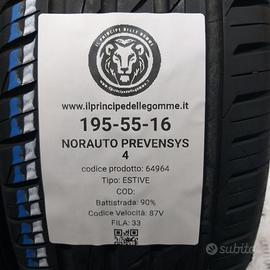 IL PRINCIPE DELLE GOMME
www.ilprincipedellegomme.it
195-55-16
NORAUTO PREVENSYS
4
codice prodotto: 64964
Tipo: ESTIVE
COD:
Battistrada: 90%
Codice Velocità: 87V
FILA: 33
subito